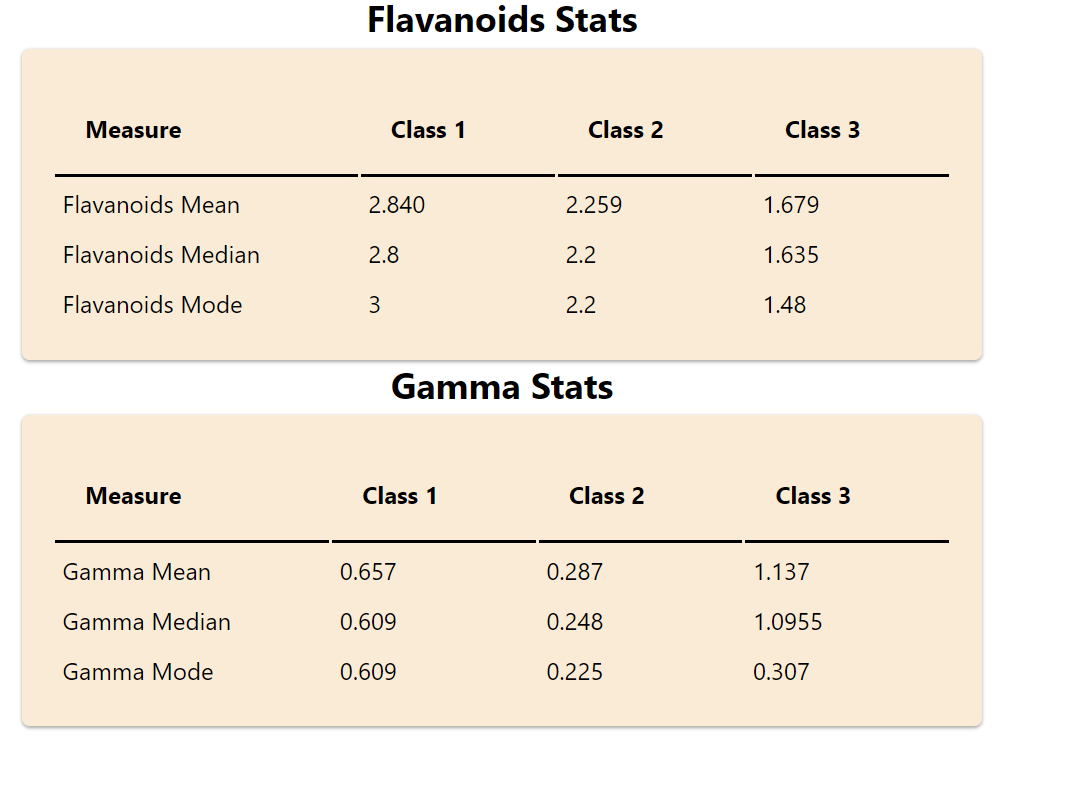 Flavanoids Stats
Measure Class 1 Class 2 Class 3
Flavanoids Mean 2.840 2.259 1.679
Flavanoids Median 2.8 2.2 1.635
Flavanoids Mode 3 2.2 1.48
Gamma Stats
Measure Class 1 Class 2 Class 3
Gamma Mean 0.657 0.287 1.137
Gamma Median 0.609 0.248 1.0955
Gamma Mode 0.609 0.225 0.307